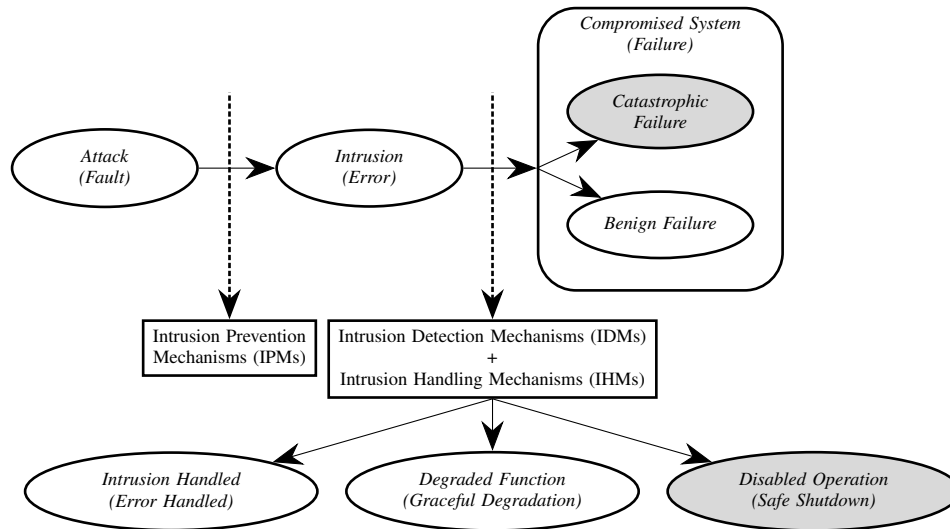 Compromised System
(Failure)
Catastrophic
Failure
Attack
(Fault)
Intrusion
(Error)
Benign Failure
Intrusion Prevention
Mechanisms (IPMs)
Intrusion Detection Mechanisms (IDMs)
+
Intrusion Handling Mechanisms (IHMs)
Intrusion Handled
(Error Handled)
Degraded Function
(Graceful Degradation)
Disabled Operation
(Safe Shutdown)